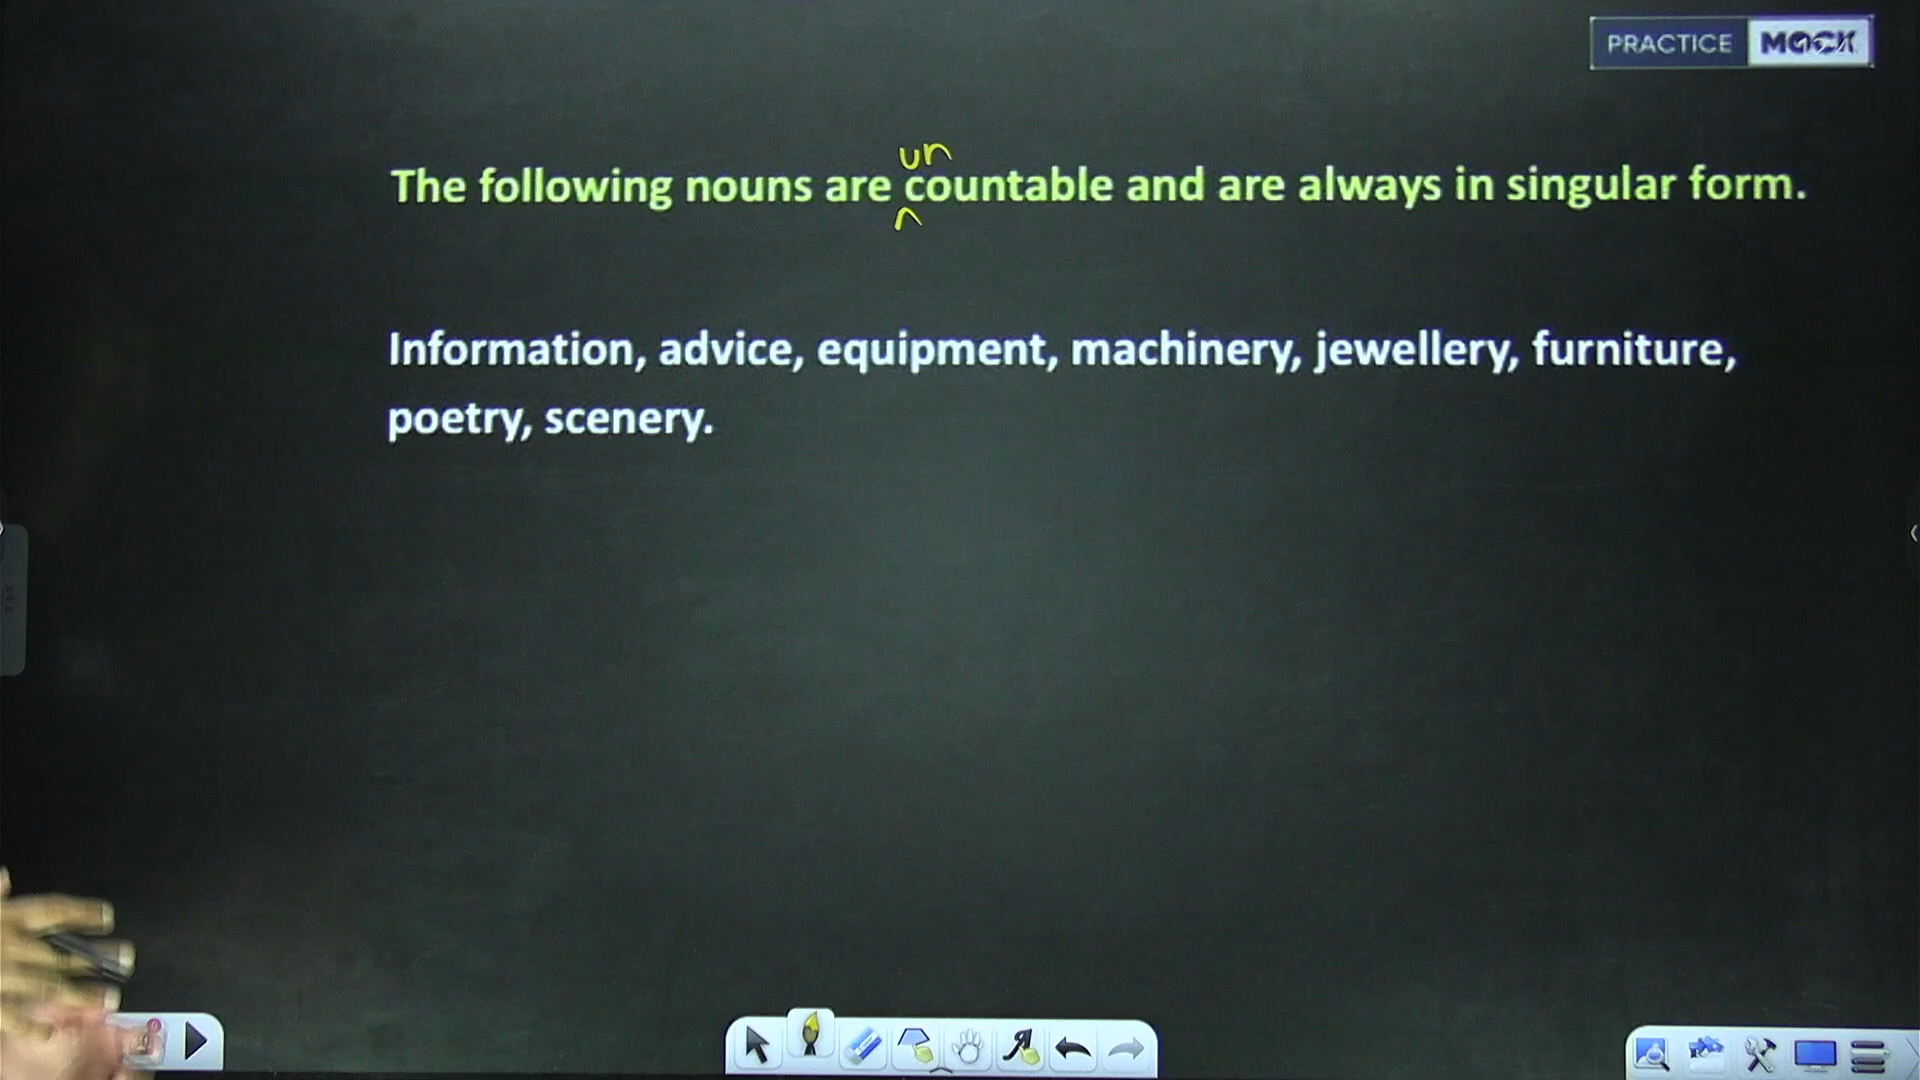 PRACTICE MOCK
un
The following nouns are countable and are always in singular form.
^
Information, advice, equipment, machinery, jewellery, furniture,
poetry, scenery.